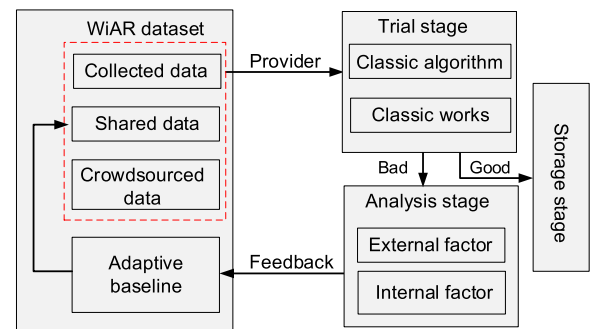 WiAR dataset
Collected data
Shared data
Crowdsourced
data
Adaptive
baseline
Provider
Feedback
Trial stage
Classic algorithm
Classic works
Bad
Good
Analysis stage
External factor
Internal factor
Storage stage